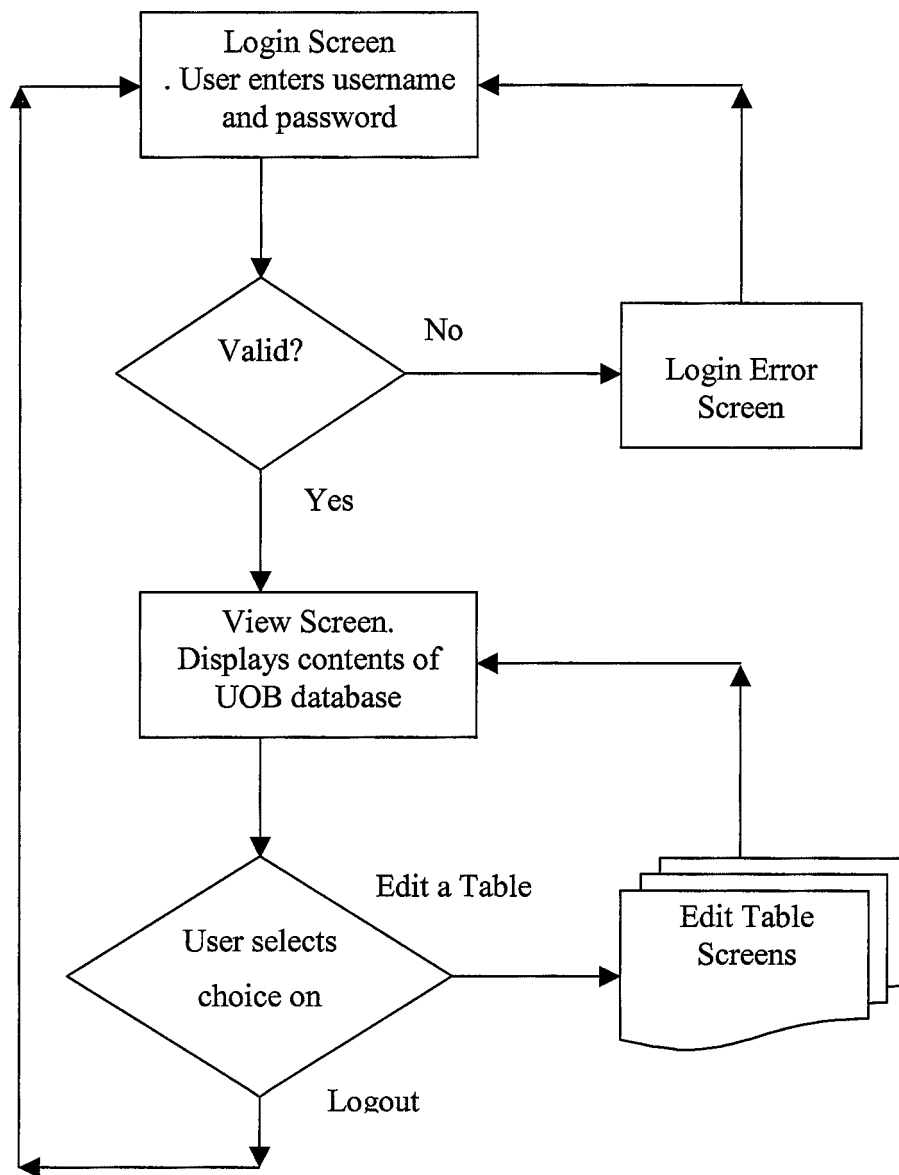 Login Screen
. User enters username
and password
Valid?
No
Login Error
Screen
Yes
View Screen.
Displays contents of
UOB database
Edit a Table
User selects
choice on
Edit Table
Screens
Logout